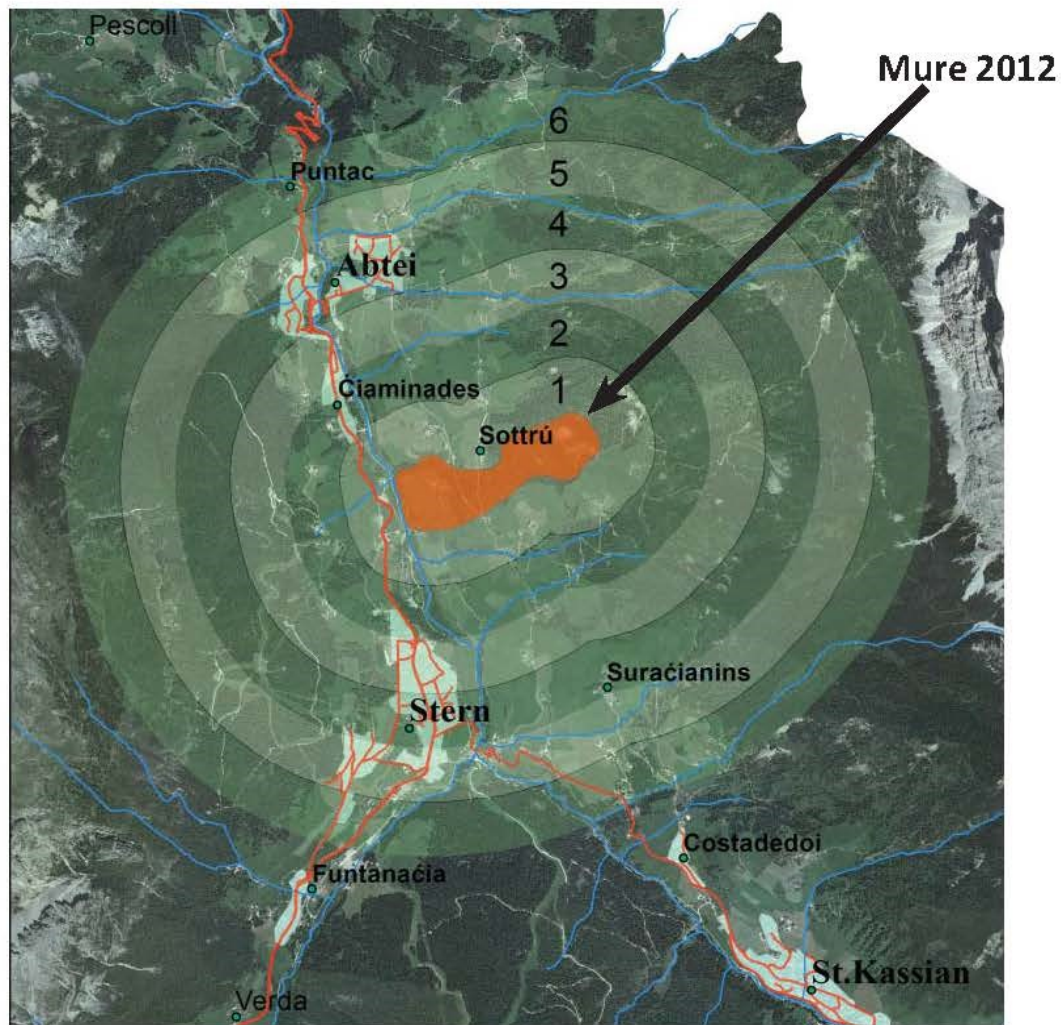 Pescoll
Mure 2012
6
5
Puntac
4
Abtei
3
2
Ćiaminades
1
Sottrú
Suraćianins
Stern
Costadedoi
Funtanaćia
St.Kassian
Verda